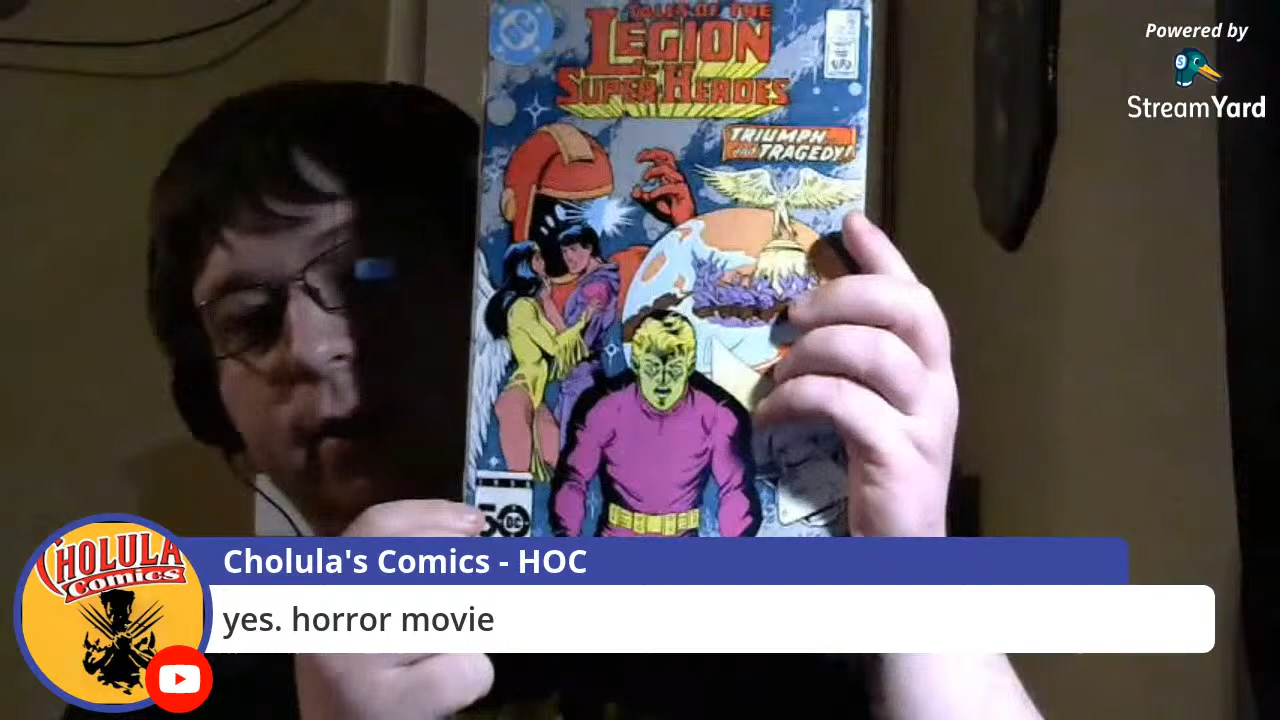 TALES OF THE
LEGION
OF
SUPER-HEROES
TRIUMPH
AND TRAGEDY!
50
DC
Powered by
StreamYard
CHOLULA
Comics
Cholula's Comics - HOC
yes. horror movie